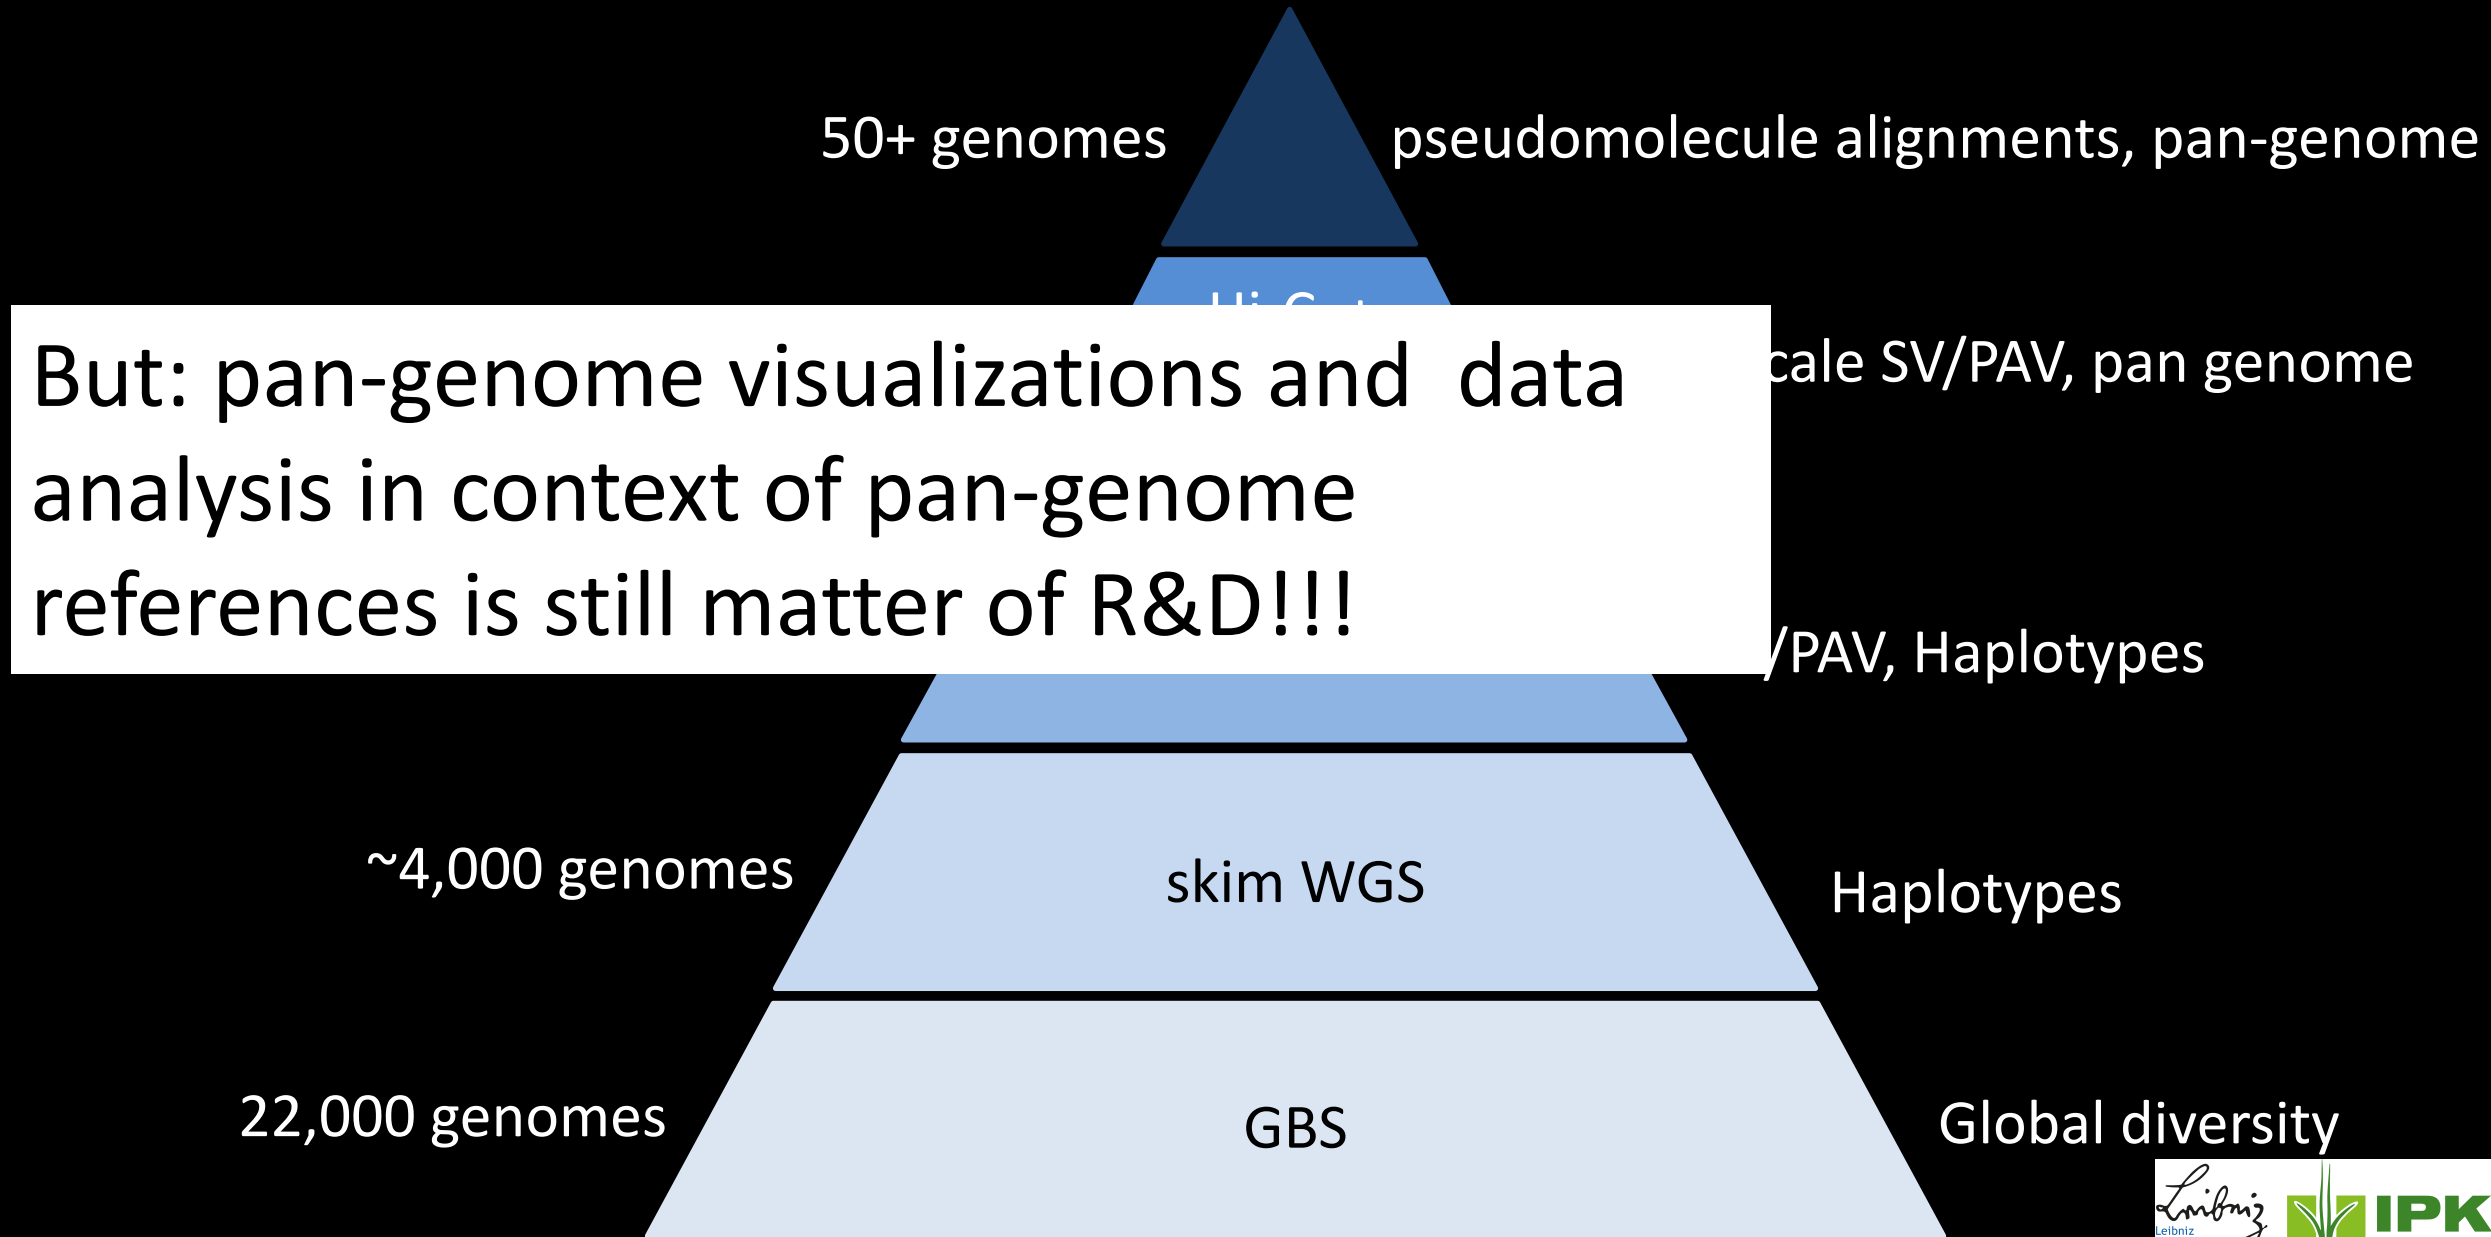 50+ genomes
pseudomolecule alignments, pan-genome
But: pan-genome visualizations and data
analysis in context of pan-genome
references is still matter of R&D!!!
SV/PAV, pan genome
/PAV, Haplotypes
~4,000 genomes
skim WGS
Haplotypes
22,000 genomes
GBS
Global diversity
Leibniz
Leibniz
IPK